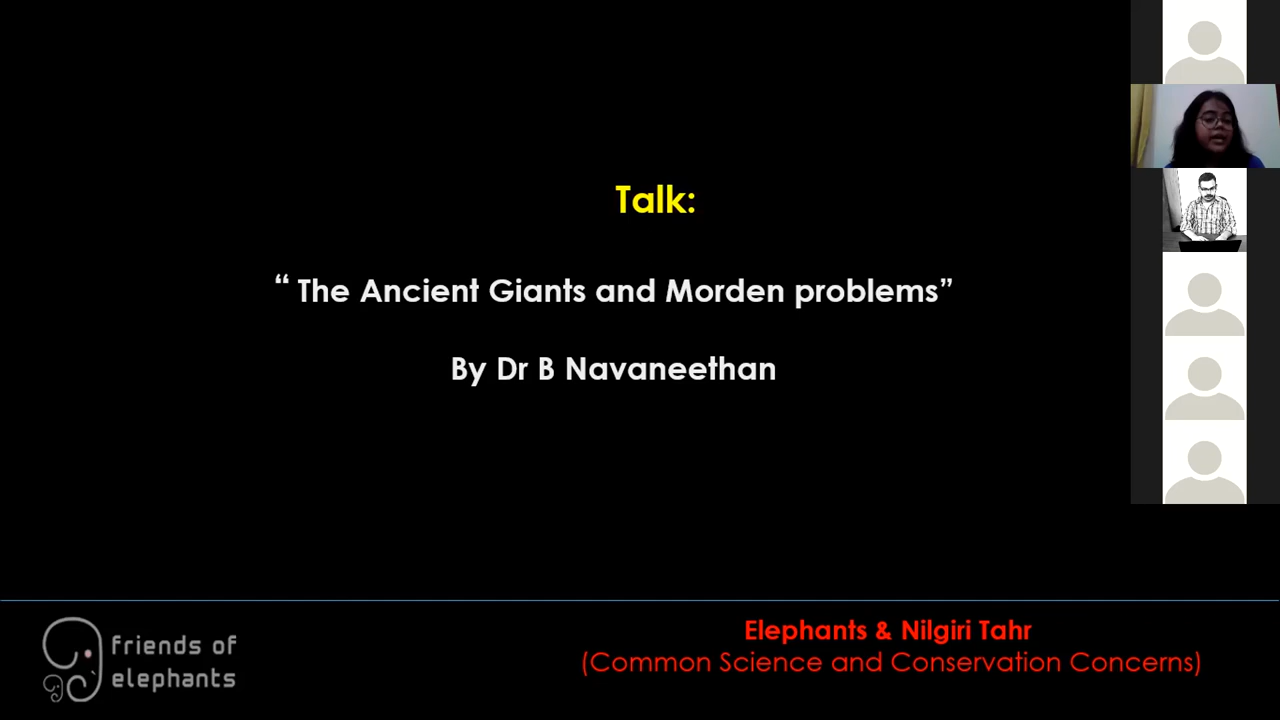 Talk:
“ The Ancient Giants and Morden problems”
By Dr B Navaneethan
friends of
elephants
Elephants & Nilgiri Tahr
(Common Science and Conservation Concerns)